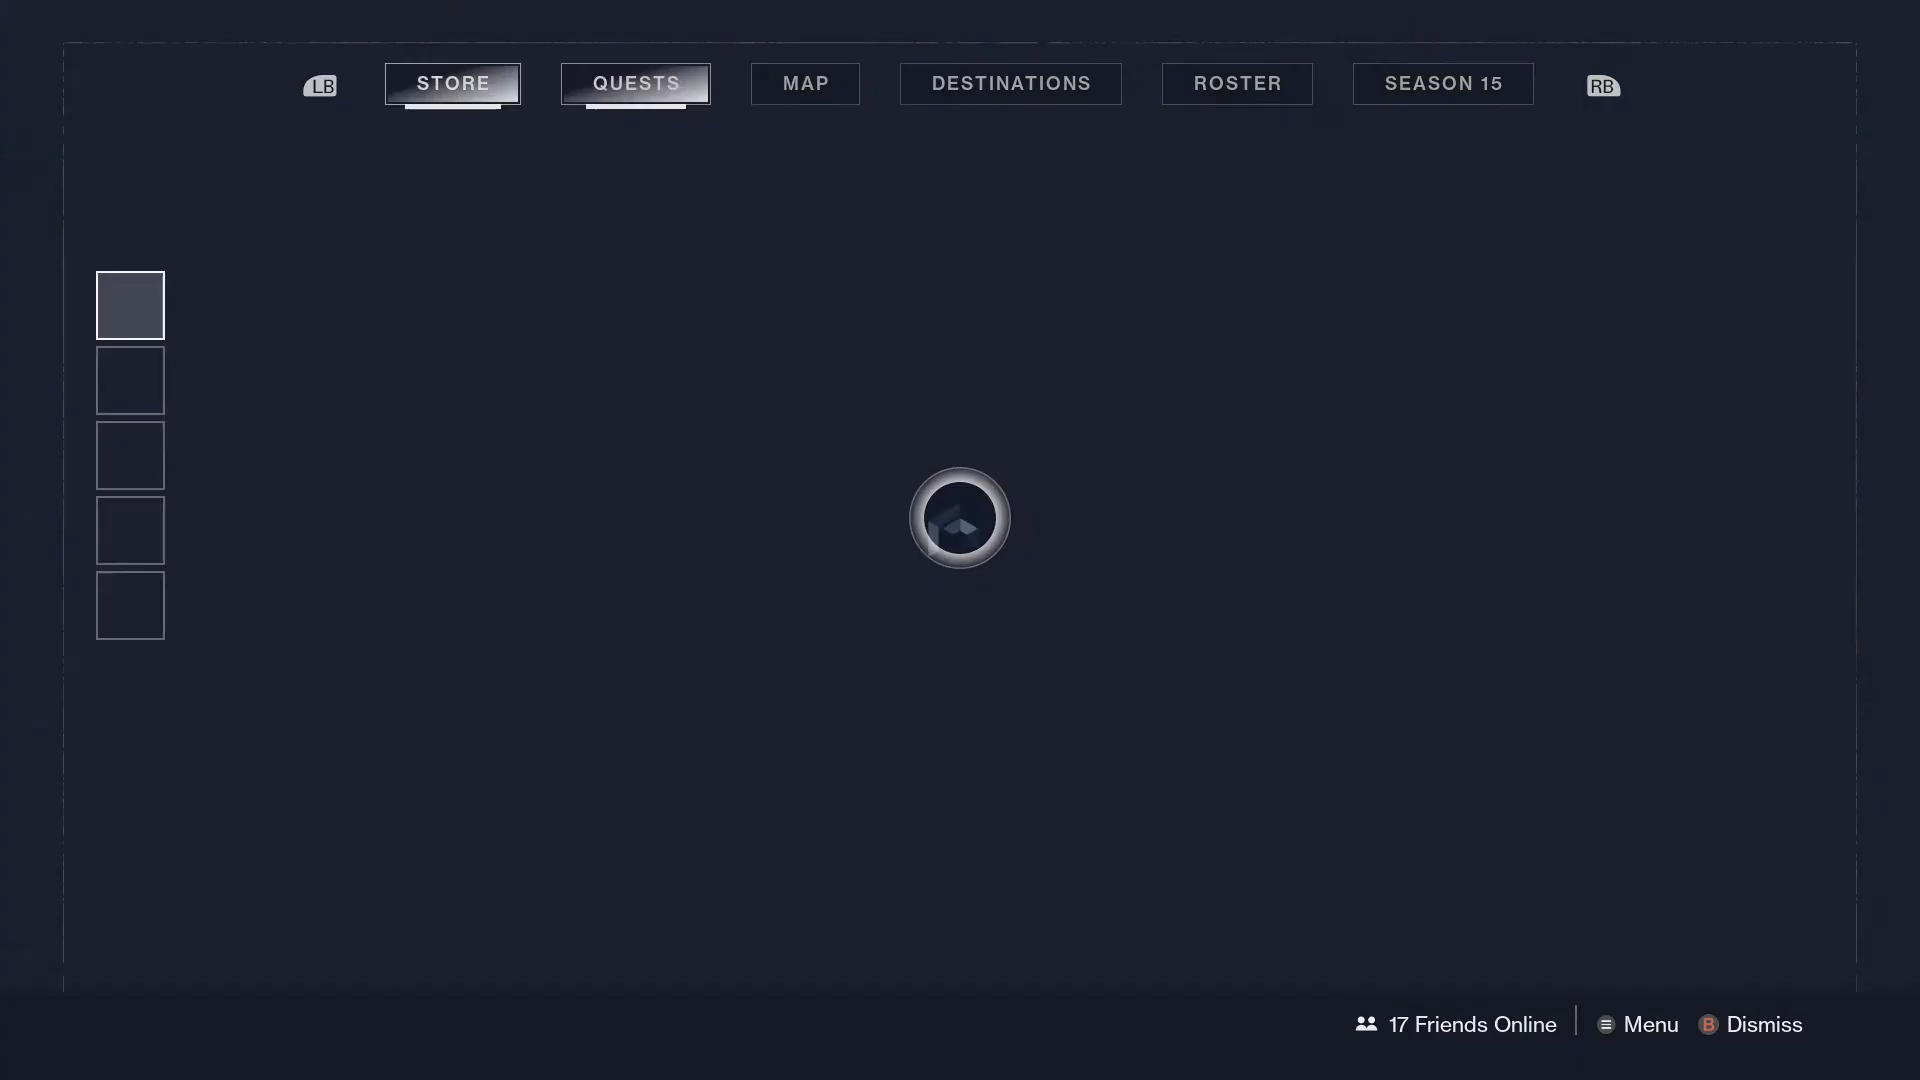 LB STORE QUESTS MAP DESTINATIONS ROSTER SEASON 15 RB
17 Friends Online Menu B Dismiss